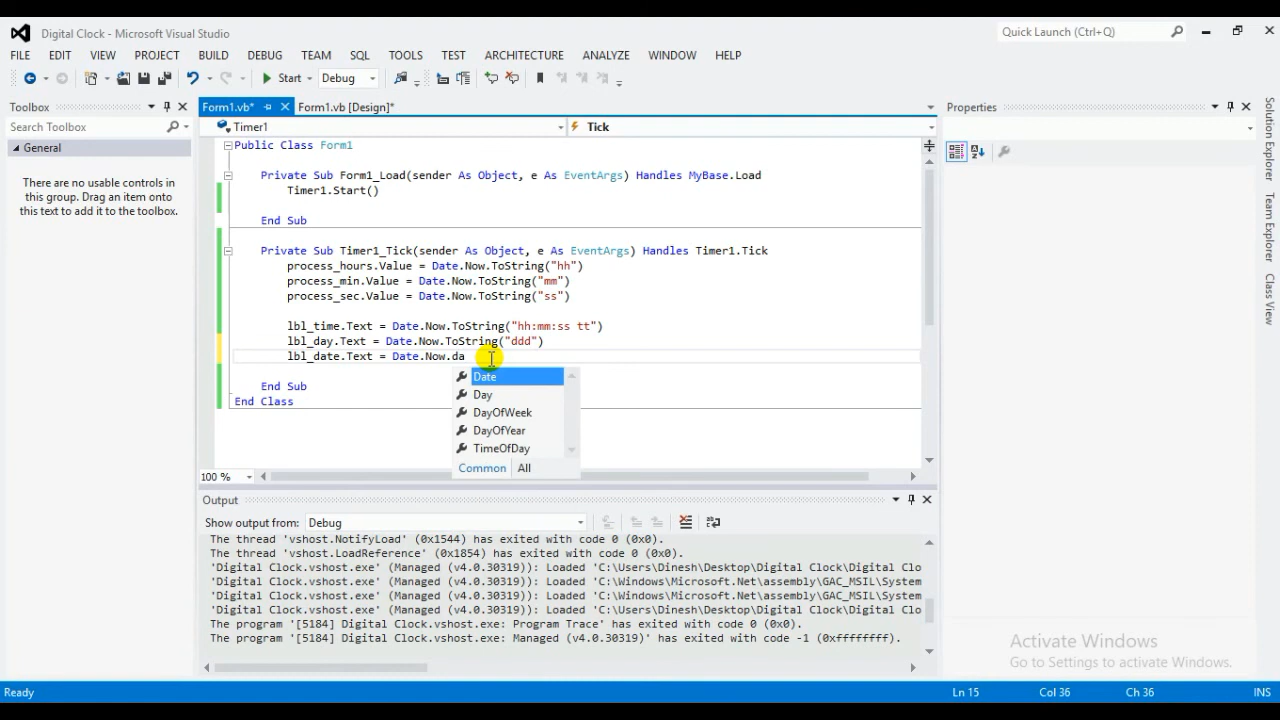 Digital Clock - Microsoft Visual Studio
Quick Launch (Ctrl+Q)
FILE EDIT VIEW PROJECT BUILD DEBUG TEAM SQL TOOLS TEST ARCHITECTURE ANALYZE WINDOW HELP
Start Debug
Toolbox
Form1.vb* Form1.vb [Design]*
Properties
Search Toolbox
Timer1
Tick
General
There are no usable controls in
this group. Drag an item onto
this text to add it to the toolbox.
Public Class Form1
Private Sub Form1_Load(sender As Object, e As EventArgs) Handles MyBase.Load
Timer1.Start()
End Sub
Private Sub Timer1_Tick(sender As Object, e As EventArgs) Handles Timer1.Tick
process_hours.Value = Date.Now.ToString("hh")
process_min.Value = Date.Now.ToString("mm")
process_sec.Value = Date.Now.ToString("ss")
lbl_time.Text = Date.Now.ToString("hh:mm:ss tt")
lbl_day.Text = Date.Now.ToString("ddd")
lbl_date.Text = Date.Now.da
End Sub
End Class
Date
Day
DayOfWeek
DayOfYear
TimeOfDay
Common All
100 %
Solution Explorer
Team Explorer
Class View
Output
Show output from: Debug
The thread 'vshost.NotifyLoad' (0x1544) has exited with code 0 (0x0).
The thread 'vshost.LoadReference' (0x1854) has exited with code 0 (0x0).
'Digital Clock.vshost.exe' (Managed (v4.0.30319)): Loaded 'C:\Users\Dinesh\Desktop\Digital Clock\Digital Clo
'Digital Clock.vshost.exe' (Managed (v4.0.30319)): Loaded 'C:\Windows\Microsoft.Net\assembly\GAC_MSIL\System
'Digital Clock.vshost.exe' (Managed (v4.0.30319)): Loaded 'C:\Windows\Microsoft.Net\assembly\GAC_MSIL\System
'Digital Clock.vshost.exe' (Managed (v4.0.30319)): Loaded 'C:\Users\Dinesh\Desktop\Digital Clock\Digital Clo
The program '[5184] Digital Clock.vshost.exe: Program Trace' has exited with code 0 (0x0).
The program '[5184] Digital Clock.vshost.exe: Managed (v4.0.30319)' has exited with code -1 (0xffffffff).
Activate Windows
Go to Settings to activate Windows.
Ready
Ln 15 Col 36 Ch 36 INS